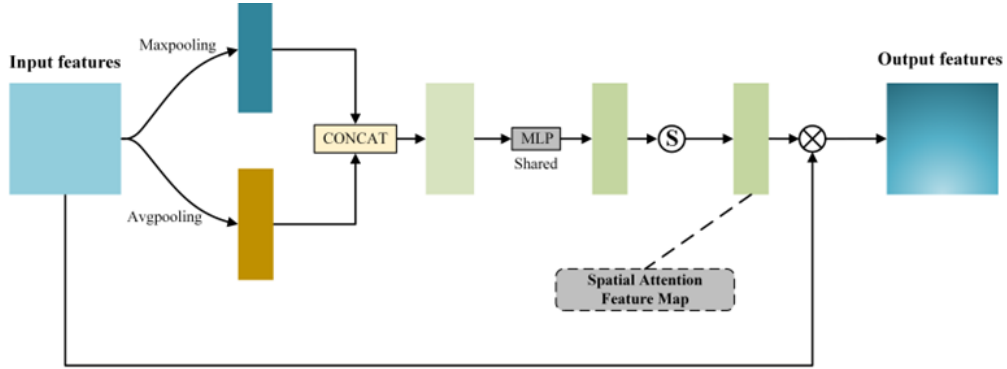 Maxpooling
Input features
Output features
CONCAT
MLP
S
Shared
Avgpooling
Spatial Attention
Feature Map